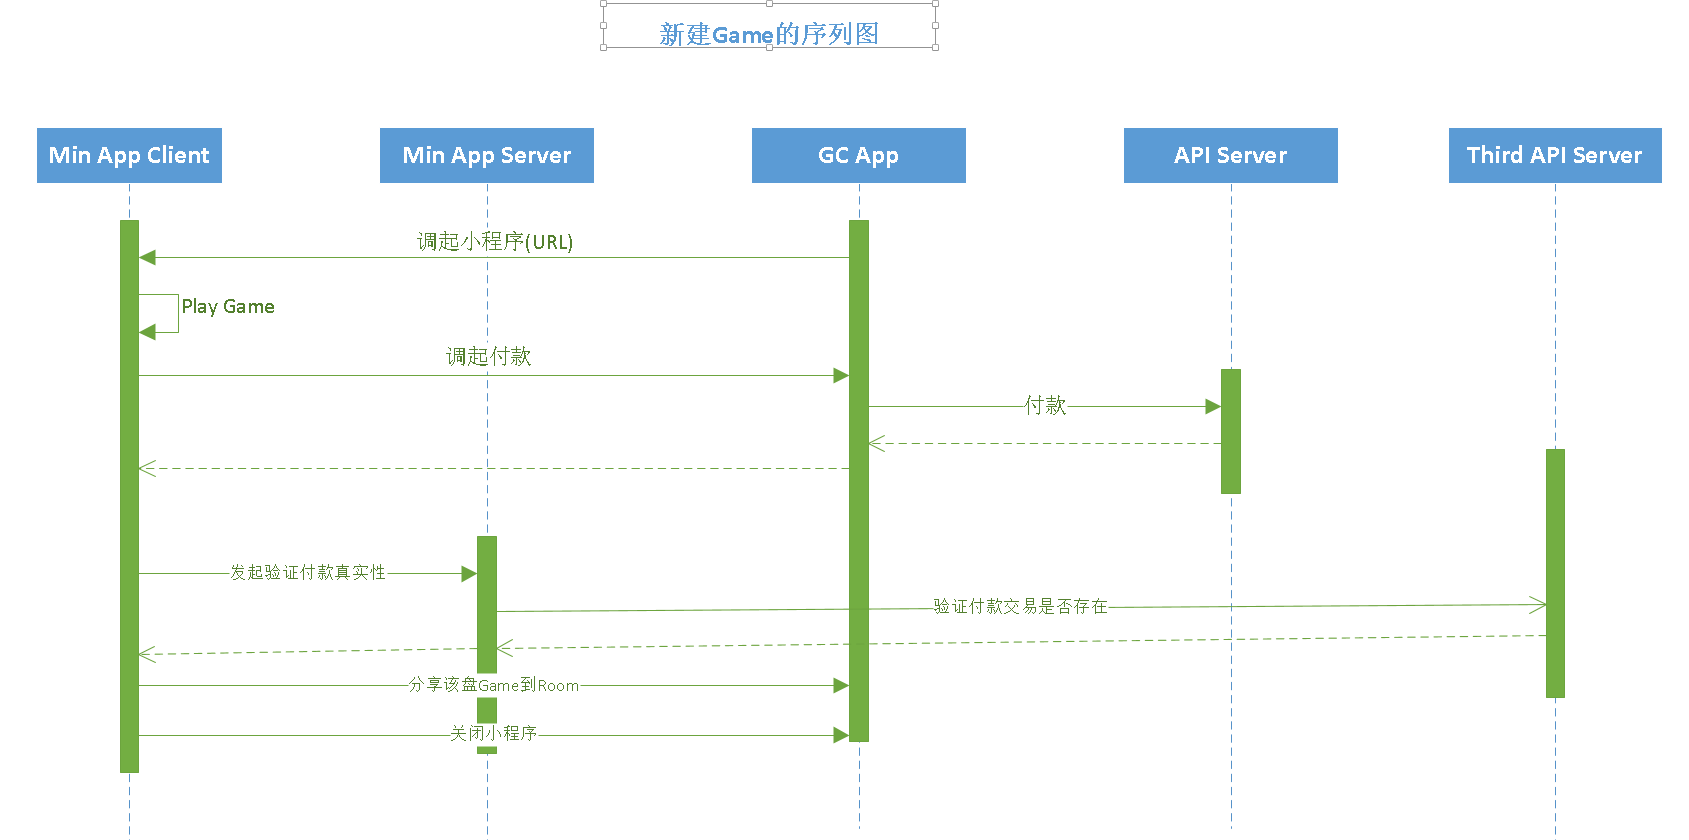 新建Game的序列图
Min App Client
Min App Server
GC App
API Server
Third API Server
调起小程序(URL)
Play Game
调起付款
付款
发起验证付款真实性
验证付款交易是否存在
分享该盘Game到Room
关闭小程序